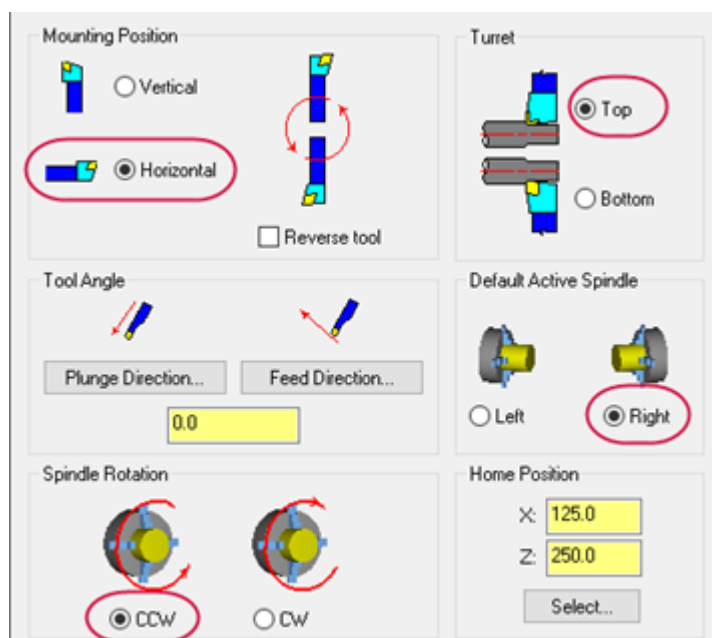 Mounting Position
Vertical
Horizontal
Reverse tool
Turret
Top
Bottom
Tool Angle
Plunge Direction...
Feed Direction...
0.0
Default Active Spindle
Left
Right
Spindle Rotation
CCW
CW
Home Position
X: 125.0
Z: 250.0
Select...